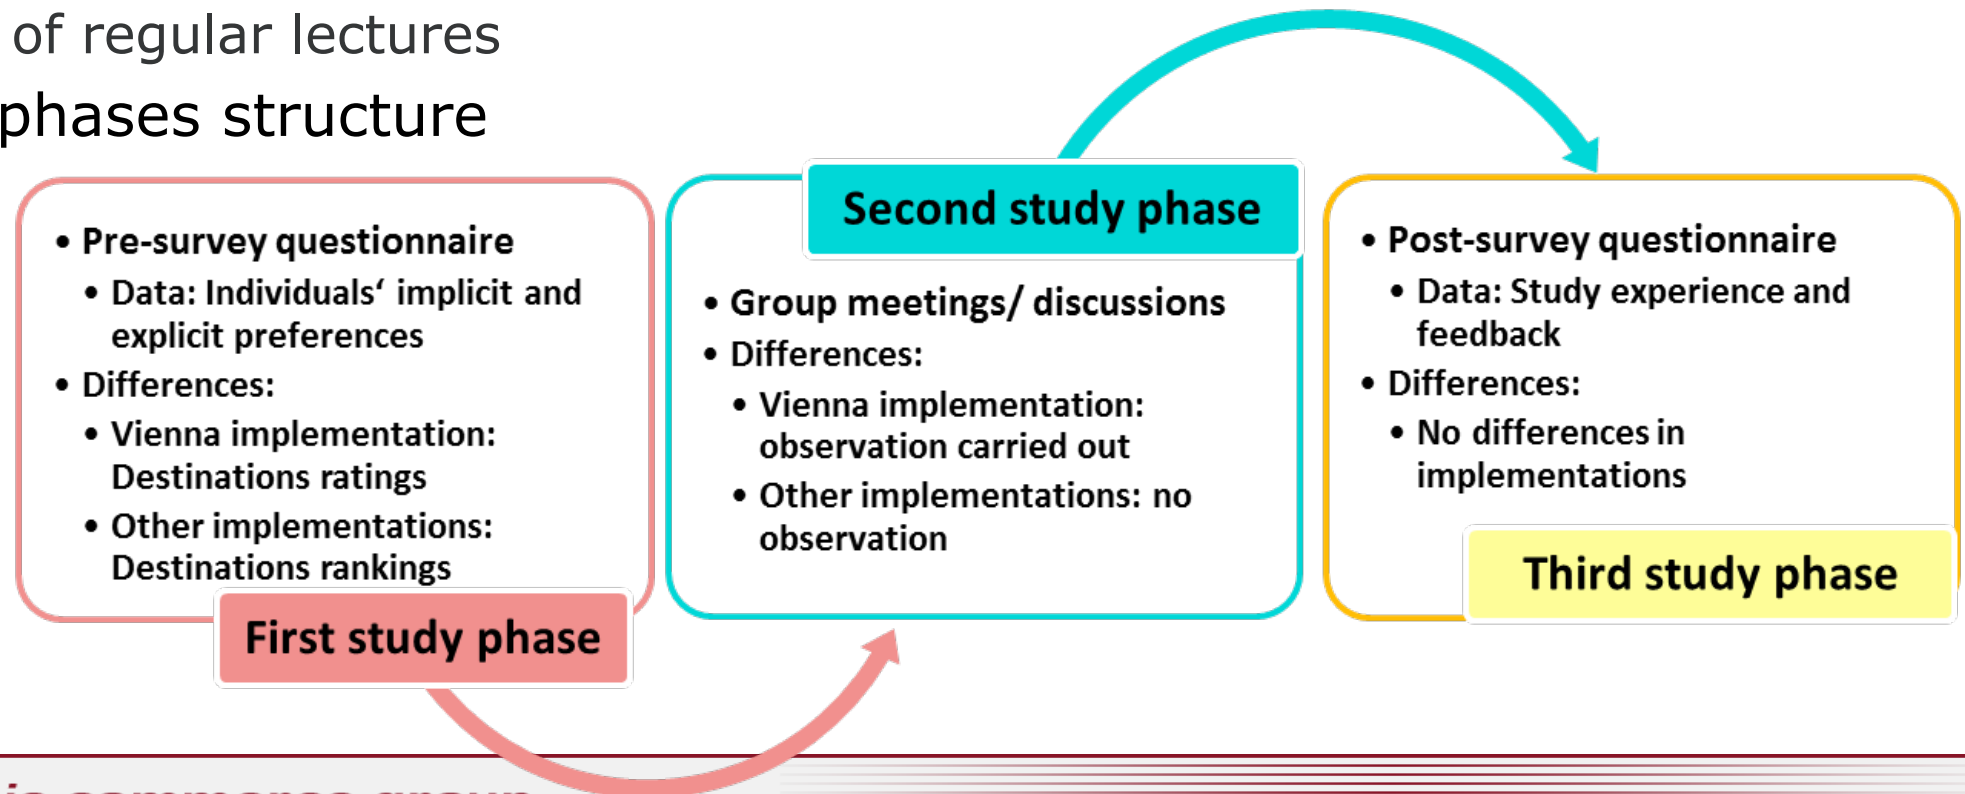 of regular lectures
phases structure
• Pre-survey questionnaire
• Data: Individuals‘ implicit and
explicit preferences
• Differences:
• Vienna implementation:
Destinations ratings
• Other implementations:
Destinations rankings
First study phase
Second study phase
• Group meetings/ discussions
• Differences:
• Vienna implementation:
observation carried out
• Other implementations: no
observation
• Post-survey questionnaire
• Data: Study experience and
feedback
• Differences:
• No differences in
implementations
Third study phase